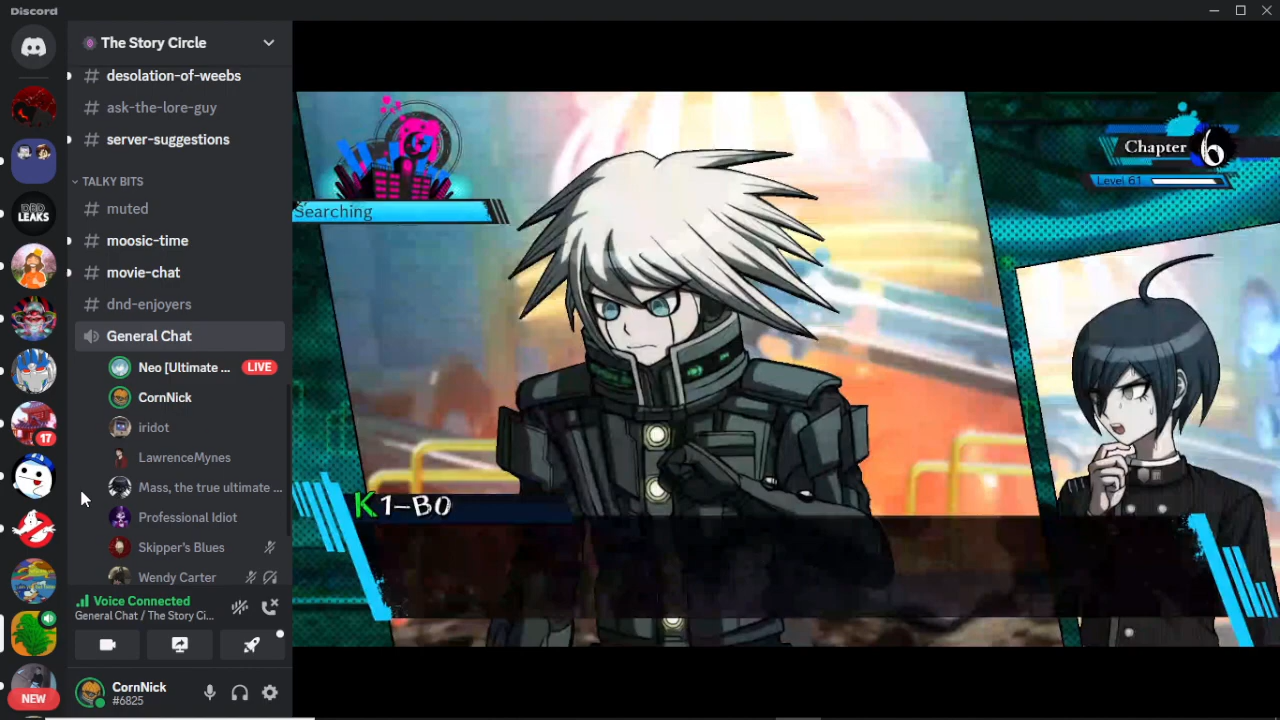 Discord
The Story Circle
desolation-of-weebs
ask-the-lore-guy
server-suggestions
TALKY BITS
muted
moosic-time
movie-chat
dnd-enjoyers
General Chat
Neo [Ultimate ... LIVE
CornNick
iridot
LawrenceMynes
Mass, the true ultimate ...
Professional Idiot
Skipper's Blues
Wendy Carter
Voice Connected
General Chat / The Story Ci...
CornNick
#6825
LEAKS
17
NEW
Searching
Chapter 6
Level 61
K1-B0